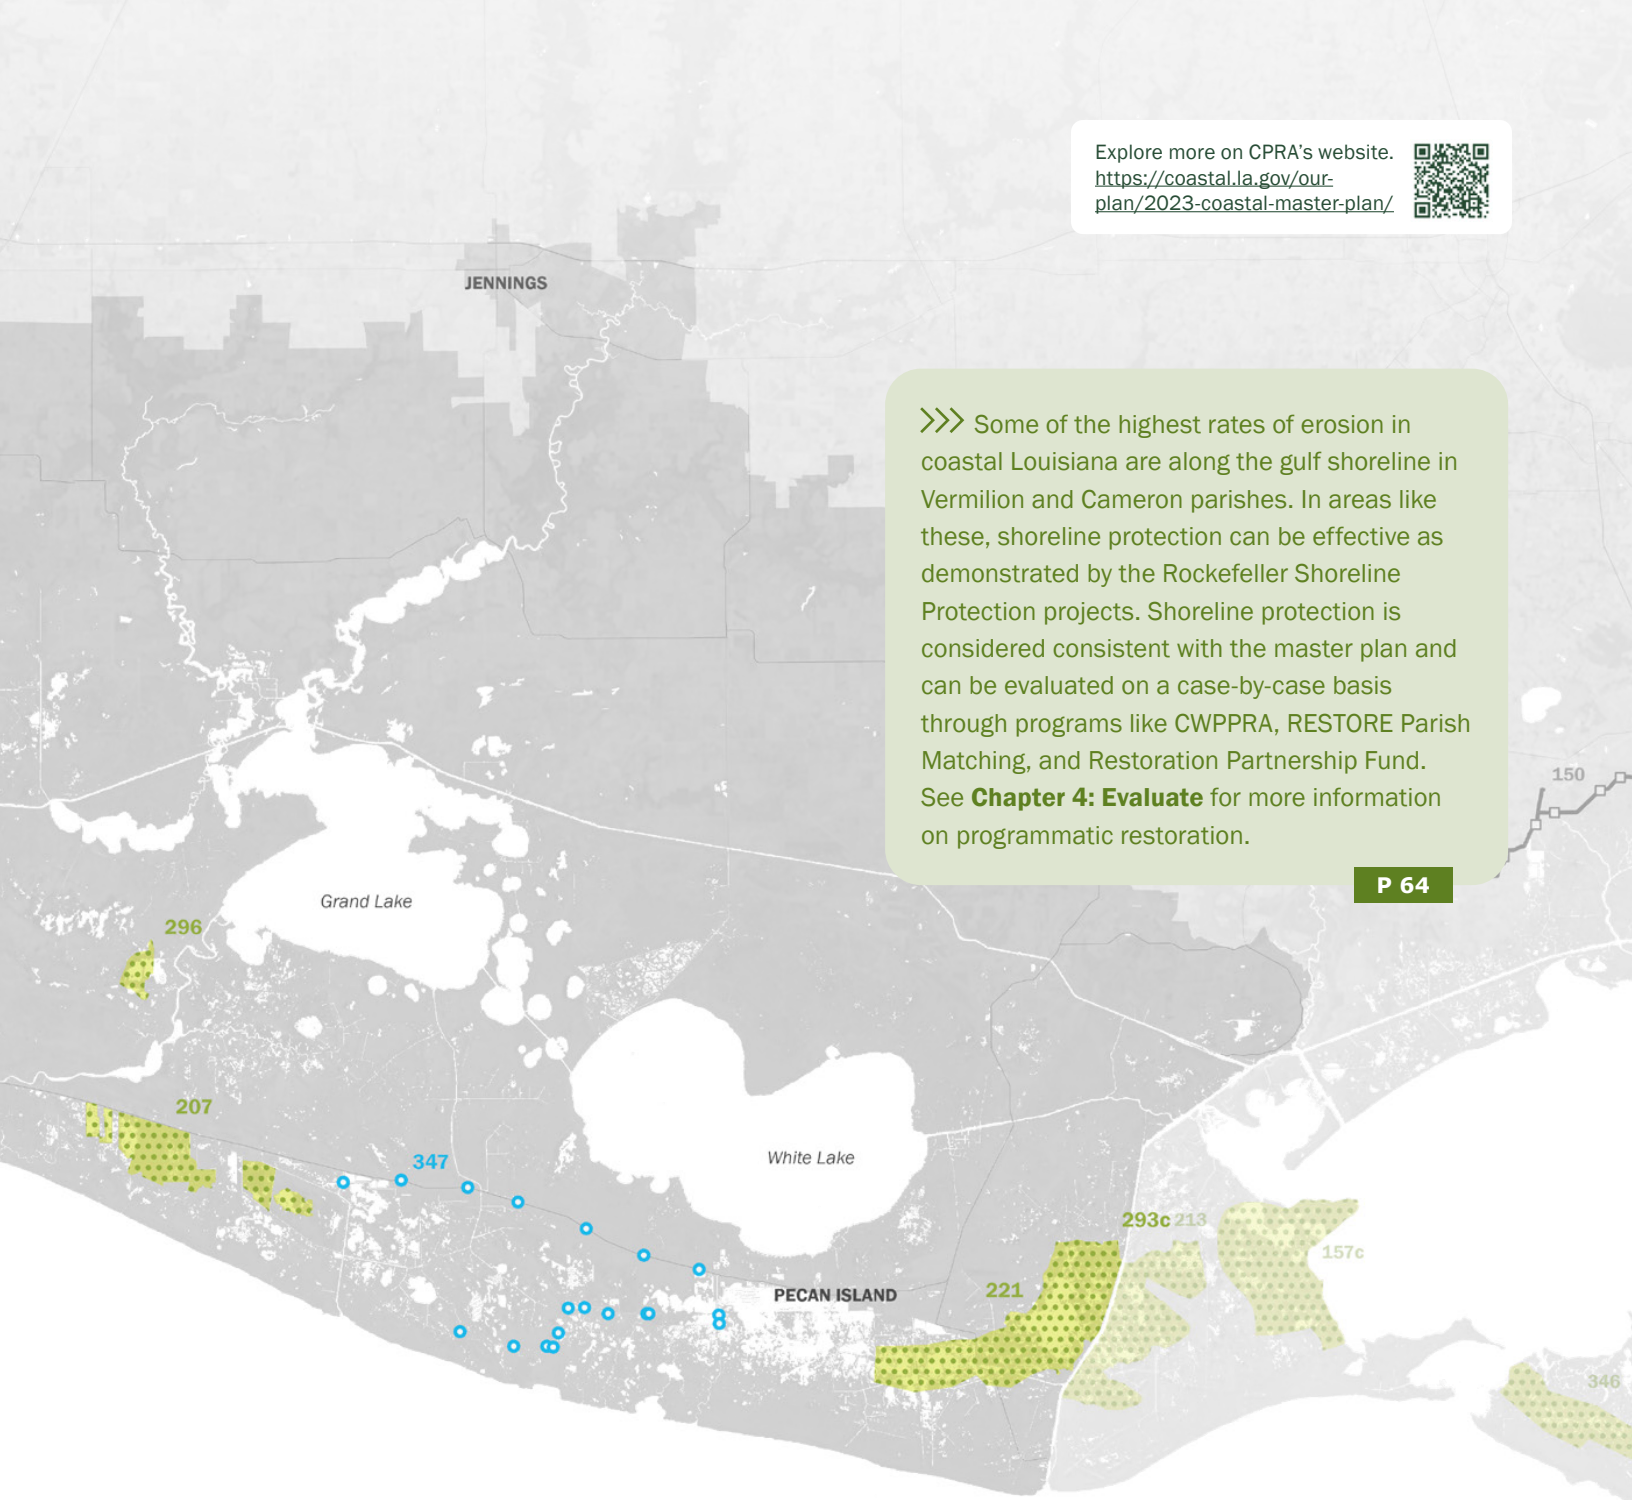 Explore more on CPRA's website.
https://coastal.la.gov/our-
plan/2023-coastal-master-plan/
JENNINGS
>>> Some of the highest rates of erosion in
coastal Louisiana are along the gulf shoreline in
Vermilion and Cameron parishes. In areas like
these, shoreline protection can be effective as
demonstrated by the Rockefeller Shoreline
Protection projects. Shoreline protection is
considered consistent with the master plan and
can be evaluated on a case-by-case basis
through programs like CWPPRA, RESTORE Parish
Matching, and Restoration Partnership Fund.
See Chapter 4: Evaluate for more information
on programmatic restoration.
P 64
150
Grand Lake
296
207
347
White Lake
293c 213
157c
221
PECAN ISLAND
346